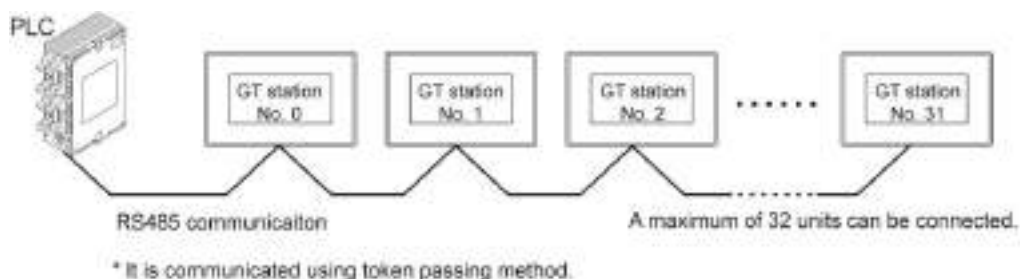 PLC
GT station
No. 0
GT station
No. 1
GT station
No. 2
GT station
No. 31
RS485 communicaiton
A maximum of 32 units can be connected.
* It is communicated using token passing method.